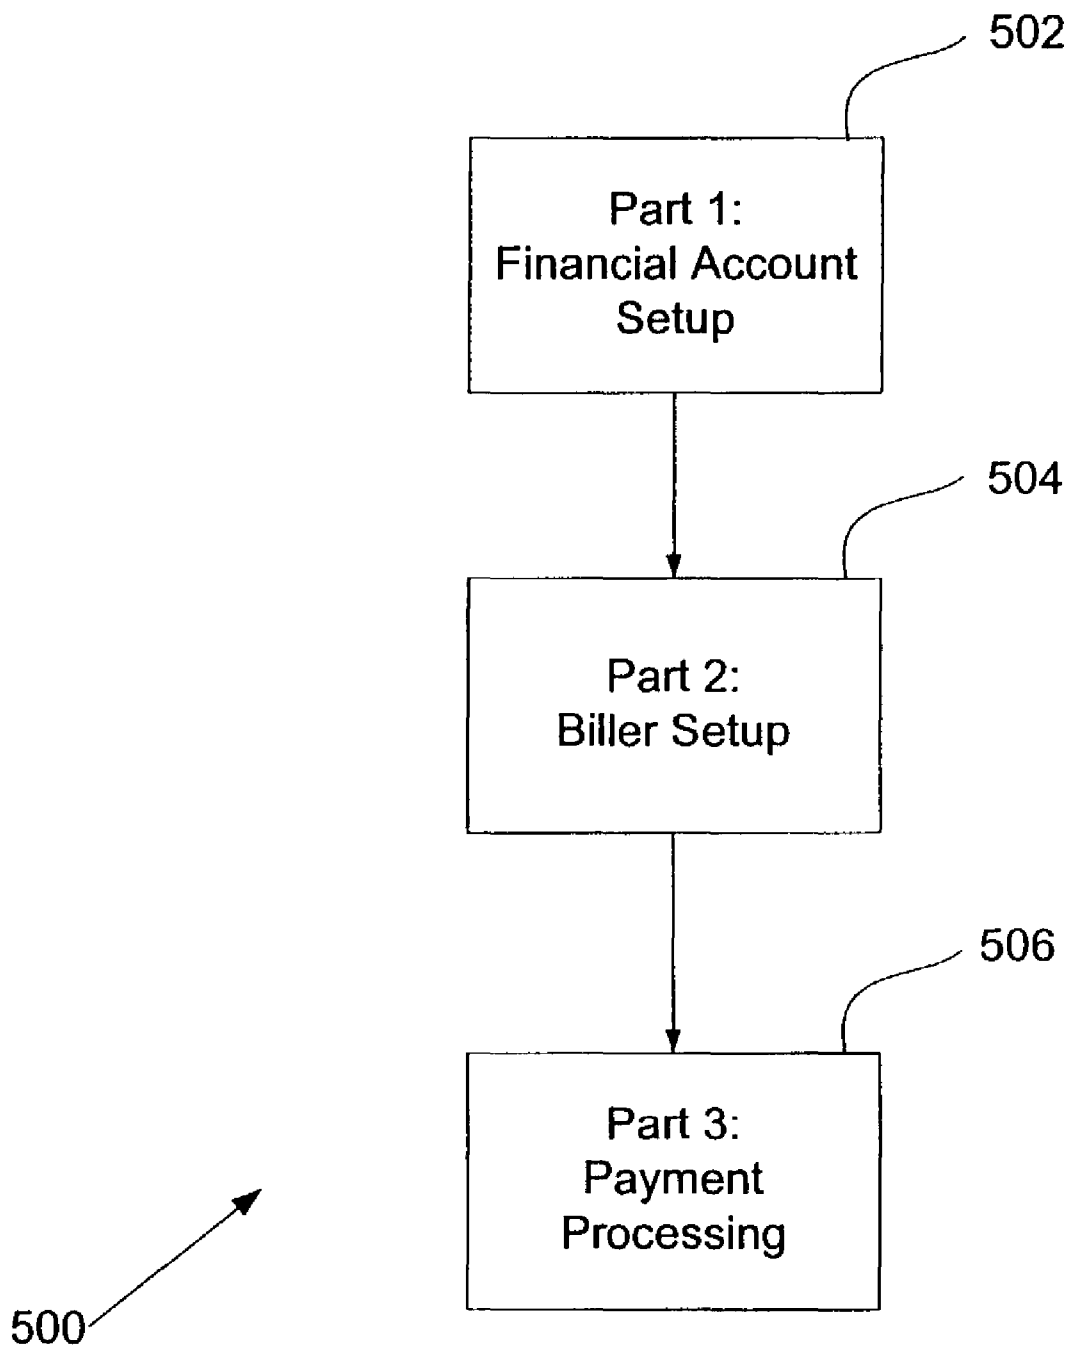 502
Part 1:
Financial Account
Setup
504
Part 2:
Biller Setup
506
Part 3:
Payment
Processing
500